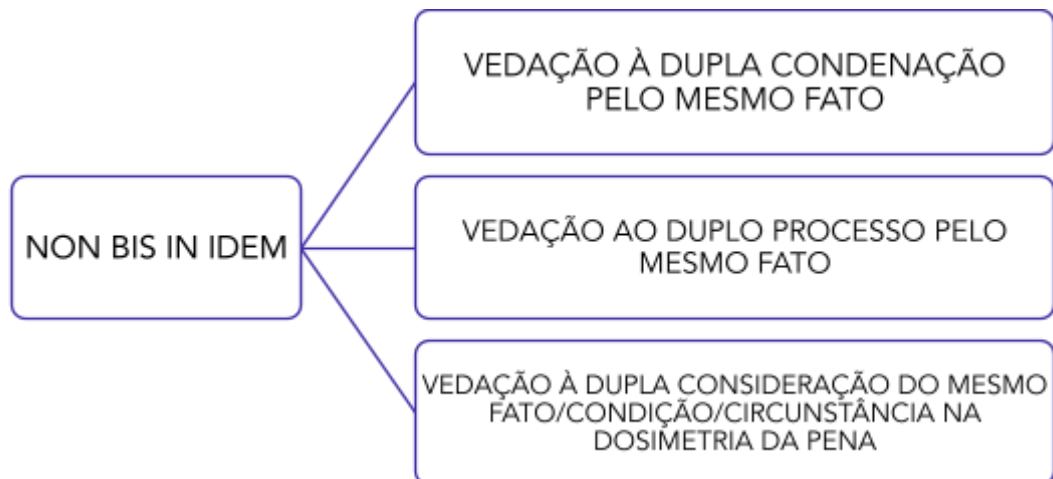 NON BIS IN IDEM
VEDAÇÃO À DUPLA CONDENAÇÃO
PELO MESMO FATO
VEDAÇÃO AO DUPLO PROCESSO PELO
MESMO FATO
VEDAÇÃO À DUPLA CONSIDERAÇÃO DO MESMO
FATO/CONDIÇÃO/CIRCUNSTÂNCIA NA
DOSIMETRIA DA PENA